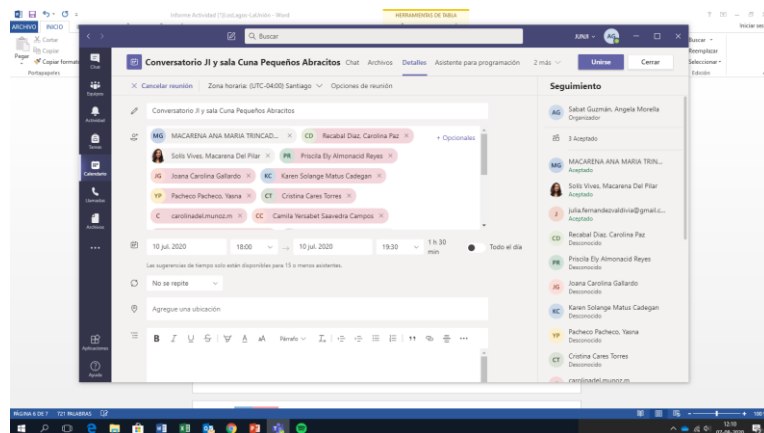 Informe Actividad (3)LosLagos-LaUnión - Word
HERRAMIENTAS DE TABLA
ARCHIVO INICIO
Iniciar ses
Cortar
Copiar
Pegar
Copiar format
Portapapeles
Buscar
Reemplazar
Seleccionar
Edición
Buscar
JUNJI
AG
Chat
Equipos
Actividad
Tareas
Calendario
Llamadas
Archivos
Aplicaciones
Ayuda
Conversatorio JI y sala Cuna Pequeños Abracitos Chat Archivos Detalles Asistente para programación 2 más
Unirse
Cerrar
Cancelar reunión Zona horaria: (UTC-04:00) Santiago Opciones de reunión
Conversatorio JI y sala Cuna Pequeños Abracitos
MG MACARENA ANA MARIA TRINCAD... × CD Recabal Diaz, Carolina Paz × + Opcionales
Solís Vives, Macarena Del Pilar × PR Priscila Ely Almonacid Reyes ×
JG Joana Carolina Gallardo × KC Karen Solange Matus Cadegan ×
YP Pacheco Pacheco, Yasna × CT Cristina Cares Torres ×
C carolinadel.munoz.m × CC Camila Yersabet Saavedra Campos ×
10 jul. 2020 18:00 → 10 jul. 2020 19:30 1 h 30 min Todo el día
Las sugerencias de tiempo solo están disponibles para 15 o menos asistentes.
No se repite
Agregue una ubicación
Párrafo
Seguimiento
AG Sabat Guzmán, Angela Morella
Organizador
3 Aceptado
MG MACARENA ANA MARIA TRIN...
Aceptado
Solís Vives, Macarena Del Pilar
Aceptado
J julia.fernandezvaldivia@gmail.c...
Aceptado
CD Recabal Diaz, Carolina Paz
Desconocido
PR Priscila Ely Almonacid Reyes
Desconocido
JG Joana Carolina Gallardo
Desconocido
KC Karen Solange Matus Cadegan
Desconocido
YP Pacheco Pacheco, Yasna
Desconocido
CT Cristina Cares Torres
Desconocido
carolinadel.munoz.m
PÁGINA 6 DE 7 721 PALABRAS
12:10